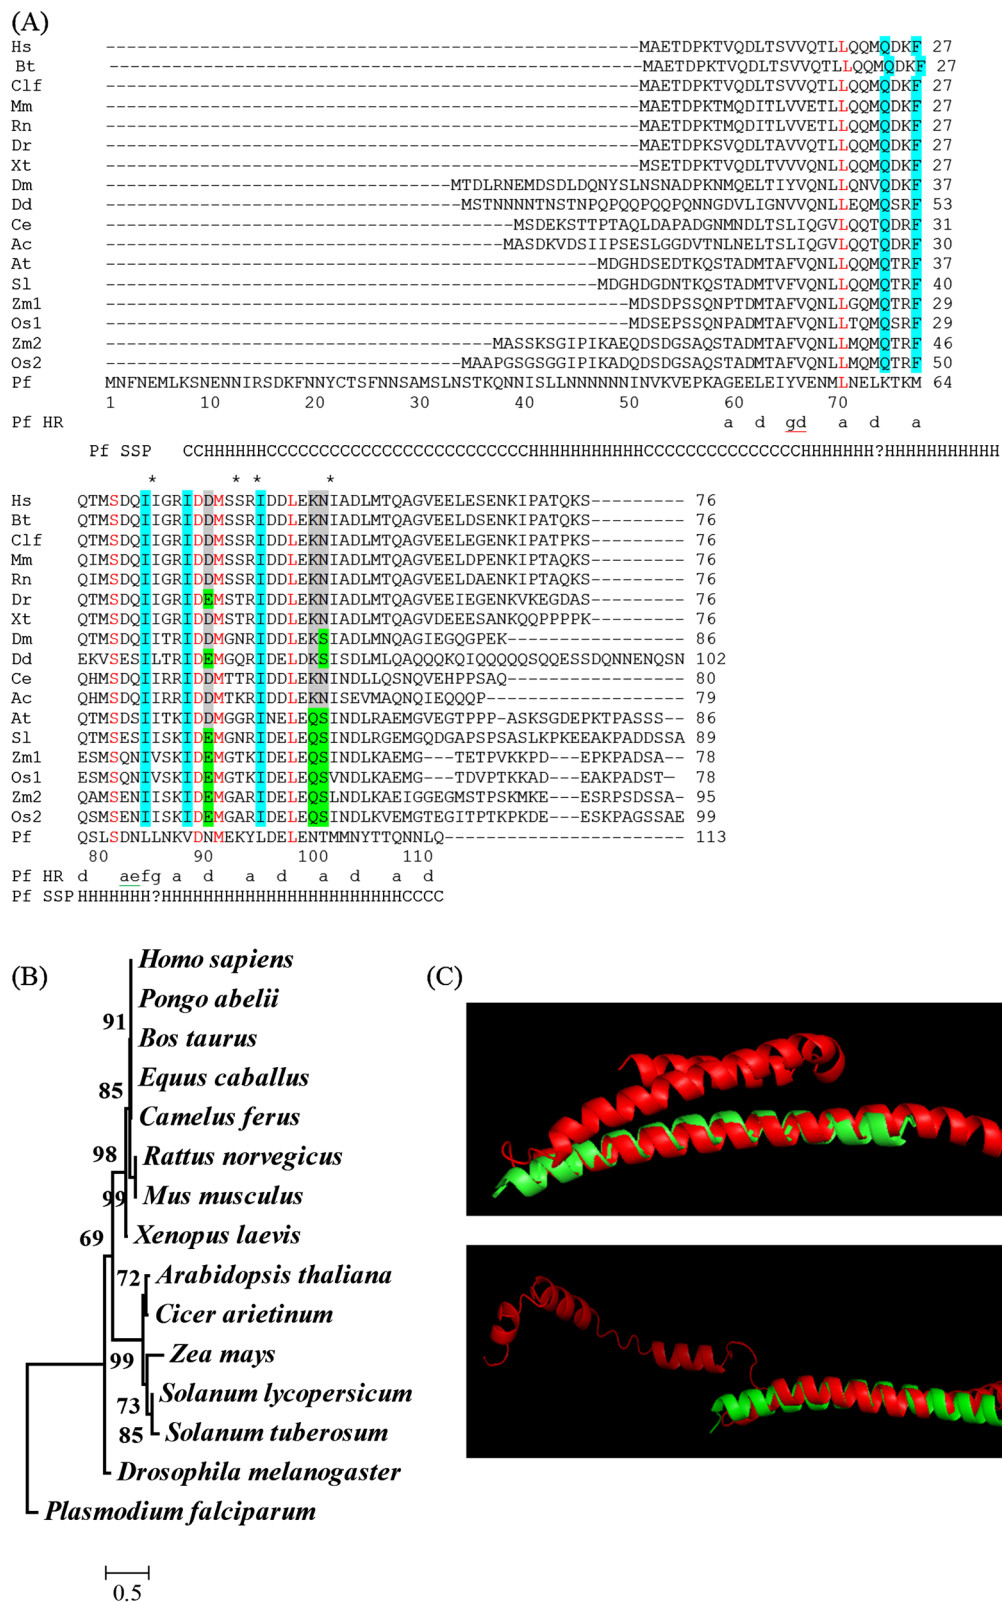 (A)
Hs ---------------------------------------------------MAETDPKTVQDLTSVVQTLLQQMQDKF 27
Bt ---------------------------------------------------MAETDPKTVQDLTSVVQTLLQQMQDKF 27
Clf ---------------------------------------------------MAETDPKTVQDLTSVVQTLLQQMQDKF 27
Mm ---------------------------------------------------MAETDPKTMQDITLVVETLLQQMQDKF 27
Rn ---------------------------------------------------MAETDPKTMQDITLVVETLLQQMQDKF 27
Dr ---------------------------------------------------MAETDPKSVQDLTAVVQTLLQQMQDKF 27
Xt ---------------------------------------------------MSETDPKTVQDLTVVVQNLLQQMQDKF 27
Dm ---------------------------------MTDLRNEMDSDLDQNYSLNSNADPKNMQELTIYVQNLLQNVQDKF 37
Dd ----------------------------------MSTNNNNTNSTNPQPQQPQQPQNNGDVLIGNVVQNLLEQMQSRF 53
Ce ---------------------------------------MSDEKSTTPTAQLDAPADGNMNDLTSLIQGVLQQTQDRF 31
Ac --------------------------------------MASDKVDSIIPSESLGGDVTNLNELTSLIQGVLQQTQDRF 30
At -----------------------------------------------MDGHDSEDTKQSTADMTAFVQNLLQQMQTRF 37
Sl -----------------------------------------------MDGHDGDNTKQSTADMTVFVQNLLQQMQTRF 40
Zm1 --------------------------------------------------MDSDPSSQNPTDMTAFVQNLLGQMQTRF 29
Os1 --------------------------------------------------MDSEPSSQNPADMTAFVQNLLTQMQSRF 29
Zm2 -------------------------------------MASSKSGIPIKAEQDSDGSAQSTADMTAFVQNLLMQMQTRF 46
Os2 ----------------------------------MAAPGSGSGGIPIKADQDSDGSAQSTADMTAFVQNLLMQMQTRF 50
Pf MNFNEMLKSNENNIRSDKFNNYCTSFNNSAMSLNSTKQNNISLLNNNNNNINVKVEPKAGEELEIYVENMLNELKTKM 64
1 10 20 30 40 50 60 70
Pf HR a d gd a d a
Pf SSP CCHHHHHHCCCCCCCCCCCCCCCCCCCCCCCCCHHHHHHHHHHHCCCCCCCCCCCCCCCHHHHHHH?HHHHHHHHHHH
* * * *
Hs QTMSDQIIGRIDDMSSRIDDLEKNIADLMTQAGVEELESENKIPATQKS--------- 76
Bt QTMSDQIIGRIDDMSSRIDDLEKNIADLMTQAGVEELDSENKIPATQKS--------- 76
Clf QTMSDQIIGRIDDMSSRIDDLEKNIADLMTQAGVEELEGENKIPATPKS--------- 76
Mm QIMSDQIIGRIDDMSSRIDDLEKNIADLMTQAGVEELDPENKIPTAQKS--------- 76
Rn QIMSDQIIGRIDDMSSRIDDLEKNIADLMTQAGVEELDAENKIPTAQKS--------- 76
Dr QTMSDQIIGRIDEMSTRIDDLEKNIADLMTQAGVEEIEGENKVKEGDAS--------- 76
Xt QTMSDQIIGRIDDMSSRIDDLEKNIADLMTQAGVDEEESANKQQPPPPK--------- 76
Dm QTMSDQIITRIDDMGNRIDDLEKSIADLMNQAGIEGQGPEK----------------- 86
Dd EKVSESILTRIDEMGQRIDELDKSISDLMLQAQQQKQIQQQQQSQQESSDQNNENQSN 102
Ce QHMSDQIIRRIDDMTTRIDDLEKNINDLLQSNQVEHPPSAQ----------------- 80
Ac QHMSDQIIRRIDDMTKRIDDLEKNISEVMAQNQIEQQQP------------------- 79
At QTMSDSIITKIDDMGGRINELEQSINDLRAEMGVEGTPPP-ASKSGDEPKTPASSS-- 86
Sl QTMSESIISKIDEMGNRIDELEQSINDLRGEMGQDGAPSPSASLKPKEEAKPADDSSA 89
Zm1 ESMSQNIVSKIDEMGTKIDELEQSINDLKAEMG---TETPVKKPD---EPKPADSA-- 78
Os1 ESMSQNIVSKIDEMGTKIDELEQSVNDLKAEMG---TDVPTKKAD---EAKPADST- 78
Zm2 QAMSENIISKIDEMGARIDELEQSLNDLKAEIGGEGMSTPSKMKE---ESRPDSSA- 95
Os2 QSMSENIISKIDEMGARIDELEQSINDLKVEMGTEGITPTKPKDE---ESKPAGSSAE 99
Pf QSLSDNLLNKVDNMEKYLDELENTMMNYTTQNNLQ----------------------- 113
80 90 100 110
Pf HR d aefg a d a d a d a d
Pf SSP HHHHHHH?HHHHHHHHHHHHHHHHHHHHHHHCCCC
(B)
Homo sapiens
Pongo abelii
91
Bos taurus
Equus caballus
85
Camelus ferus
98
Rattus norvegicus
99
Mus musculus
69
Xenopus laevis
72
Arabidopsis thaliana
Cicer arietinum
99
Zea mays
73
Solanum lycopersicum
85
Solanum tuberosum
Drosophila melanogaster
Plasmodium falciparum
0.5
(C)